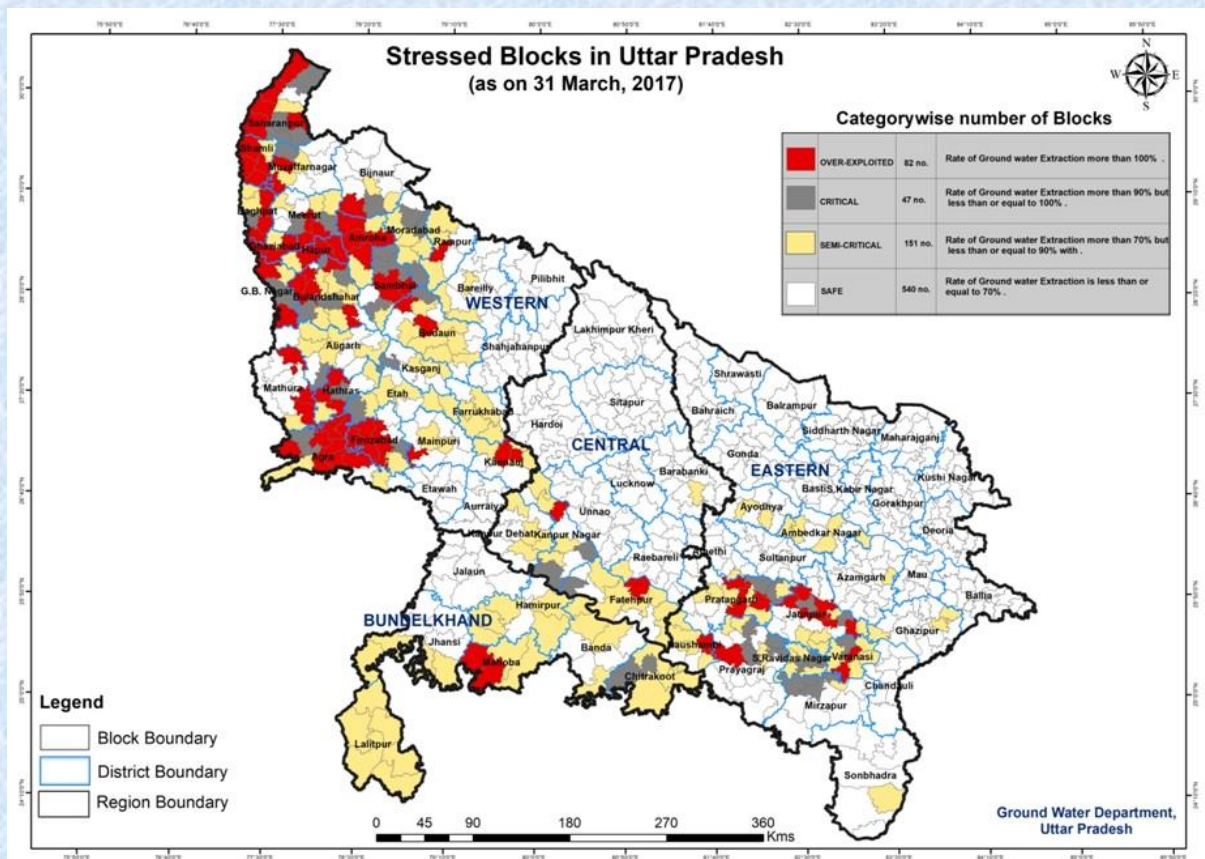 Stressed Blocks in Uttar Pradesh
(as on 31 March, 2017)
N
W E
S
Categorywise number of Blocks
OVER-EXPLOITED 82 no. Rate of Ground water Extraction more than 100% .
CRITICAL 47 no. Rate of Ground water Extraction more than 90% but
less than or equal to 100% .
SEMI-CRITICAL 151 no. Rate of Ground water Extraction more than 70% but
less than or equal to 90% with .
SAFE 540 no. Rate of Ground water Extraction is less than or
equal to 70% .
Saharanpur
Shamli
Muzaffarnagar
Bijnaur
Baghpat
Meerut
Moradabad
Amroha
Rampur
Ghaziabad
Hapur
Pilibhit
Sambhal
Bareilly
G.B. Nagar
Bulandshahar
WESTERN
Budaun
Lakhimpur Kheri
Aligarh
Shahjahanpur
Kasganj
Shrawasti
Mathura
Hathras
Etah
Sitapur
Balrampur
Farrukhabad
Bahraich
Hardoi
Siddharth Nagar
Maharajganj
Firozabad
Mainpuri
CENTRAL
Agra
Kannauj
Gonda
Barabanki
EASTERN
Kushi Nagar
Etawah
Lucknow
Basti
S.Kabir Nagar
Gorakhpur
Aurraiya
Unnao
Ayodhya
Deoria
Kanpur Dehat
Kanpur Nagar
Ambedkar Nagar
Amethi
Sultanpur
Raebareli
Jalaun
Azamgarh
Mau
Ballia
Hamirpur
Fatehpur
Pratapgarh
Jaunpur
BUNDELKHAND
Ghazipur
Jhansi
Banda
Kaushambi
Mahoba
S.Ravidas Nagar
Varanasi
Chitrakoot
Prayagraj
Chandauli
Mirzapur
Lalitpur
Sonbhadra
Legend
Block Boundary
District Boundary
Region Boundary
0 45 90 180 270 360
Kms
Ground Water Department,
Uttar Pradesh